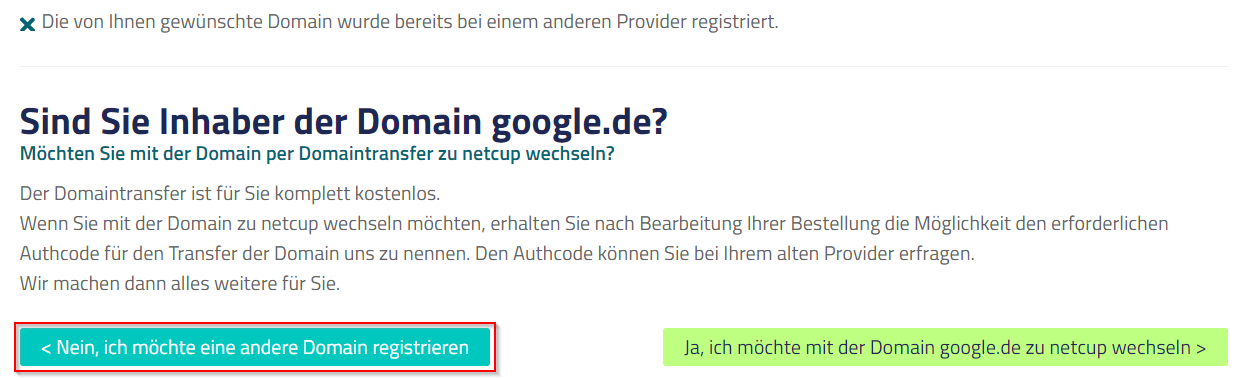 Die von Ihnen gewünschte Domain wurde bereits bei einem anderen Provider registriert.
Sind Sie Inhaber der Domain google.de?
Möchten Sie mit der Domain per Domaintransfer zu netcup wechseln?
Der Domaintransfer ist für Sie komplett kostenlos.
Wenn Sie mit der Domain zu netcup wechseln möchten, erhalten Sie nach Bearbeitung Ihrer Bestellung die Möglichkeit den erforderlichen
Authcode für den Transfer der Domain uns zu nennen. Den Authcode können Sie bei Ihrem alten Provider erfragen.
Wir machen dann alles weitere für Sie.
< Nein, ich möchte eine andere Domain registrieren
Ja, ich möchte mit der Domain google.de zu netcup wechseln >